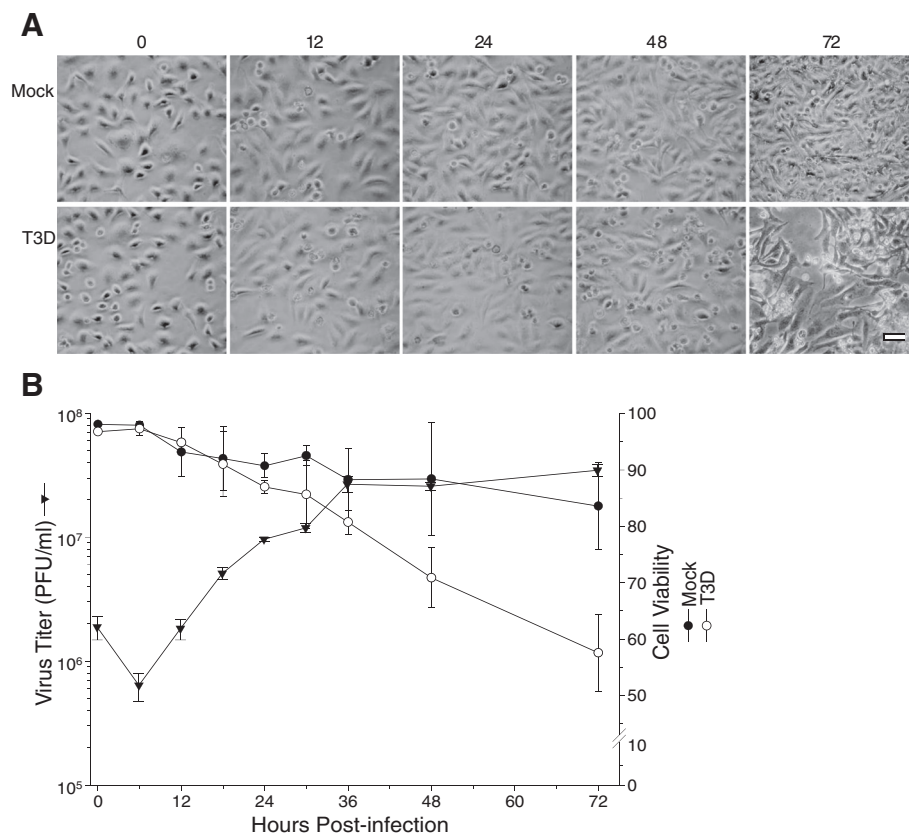 A
0 12 24 48 72
Mock
T3D
B
10⁸
10⁷
10⁶
10⁵
Virus Titer (PFU/ml)
100
90
80
70
60
50
10
0
Cell Viability
Mock
T3D
0 12 24 36 48 60 72
Hours Post-infection